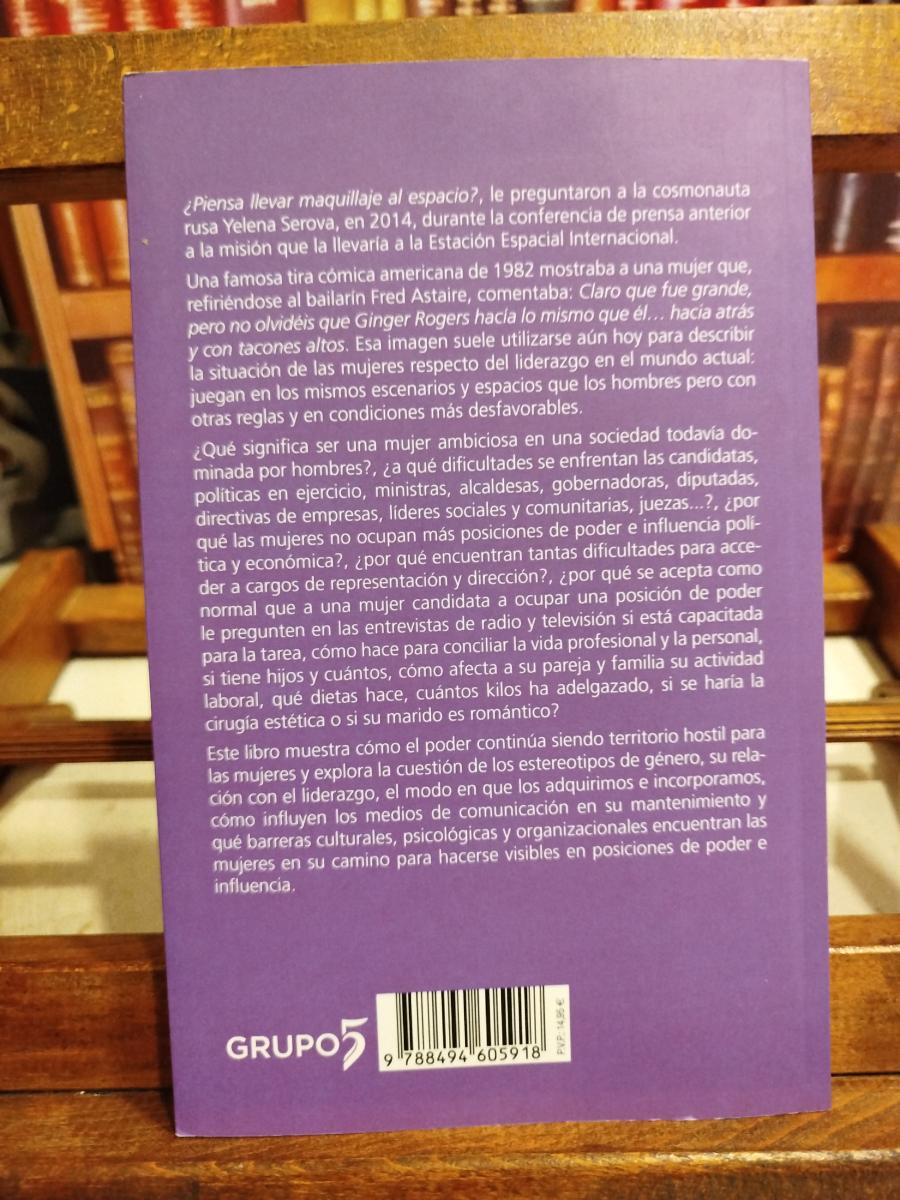 ¿Piensa llevar maquillaje al espacio?, le preguntaron a la cosmonauta
rusa Yelena Serova, en 2014, durante la conferencia de prensa anterior
a la misión que la llevaría a la Estación Espacial Internacional.
Una famosa tira cómica americana de 1982 mostraba a una mujer que,
refiriéndose al bailarín Fred Astaire, comentaba: Claro que fue grande,
pero no olvidéis que Ginger Rogers hacía lo mismo que él... hacia atrás
y con tacones altos. Esa imagen suele utilizarse aún hoy para describir
la situación de las mujeres respecto del liderazgo en el mundo actual:
juegan en los mismos escenarios y espacios que los hombres pero con
otras reglas y en condiciones más desfavorables.
¿Qué significa ser una mujer ambiciosa en una sociedad todavía do-
minada por hombres?, ¿a qué dificultades se enfrentan las candidatas,
políticas en ejercicio, ministras, alcaldesas, gobernadoras, diputadas,
directivas de empresas, líderes sociales y comunitarias, juezas...?, ¿por
qué las mujeres no ocupan más posiciones de poder e influencia polí-
tica y económica?, ¿por qué encuentran tantas dificultades para acce-
der a cargos de representación y dirección?, ¿por qué se acepta como
normal que a una mujer candidata a ocupar una posición de poder
le pregunten en las entrevistas de radio y televisión si está capacitada
para la tarea, cómo hace para conciliar la vida profesional y la personal,
si tiene hijos y cuántos, cómo afecta a su pareja y familia su actividad
laboral, qué dietas hace, cuántos kilos ha adelgazado, si se haría la
cirugía estética o si su marido es romántico?
Este libro muestra cómo el poder continúa siendo territorio hostil para
las mujeres y explora la cuestión de los estereotipos de género, su rela-
ción con el liderazgo, el modo en que los adquirimos e incorporamos,
cómo influyen los medios de comunicación en su mantenimiento y
qué barreras culturales, psicológicas y organizacionales encuentran las
mujeres en su camino para hacerse visibles en posiciones de poder e
influencia.
GRUPO5
9 788494 605918
P.V.P.: 14,95 €